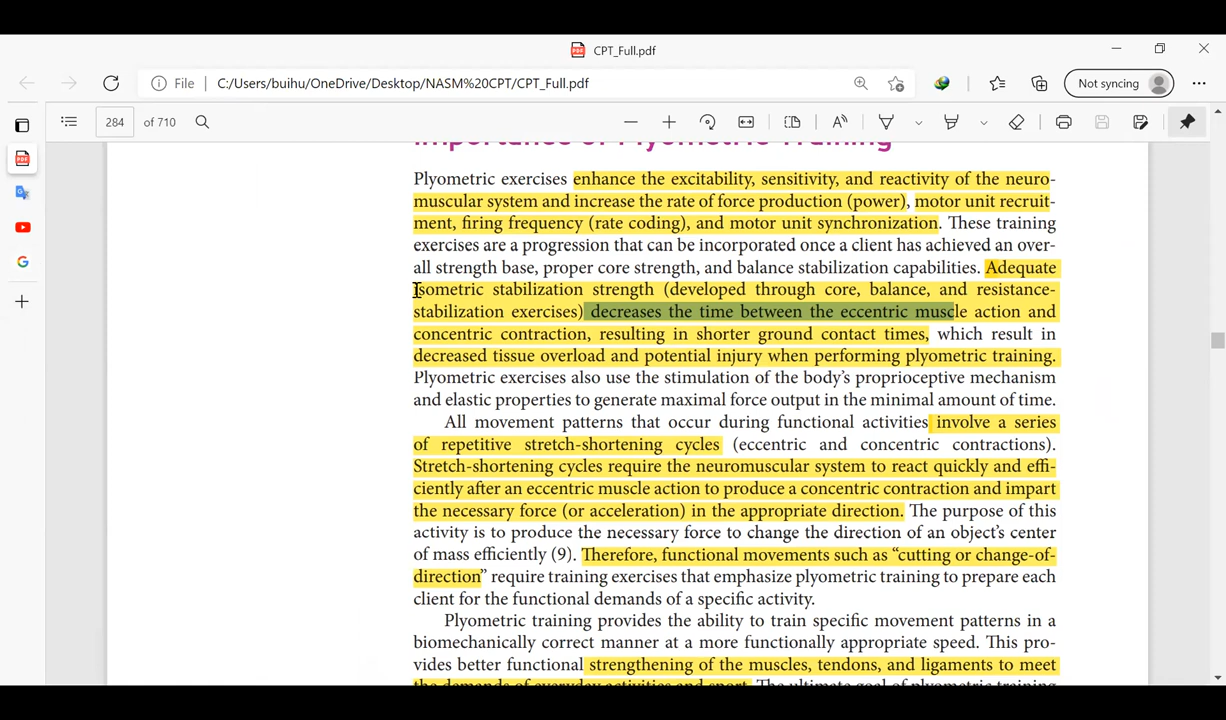 CPT_Full.pdf
File C:/Users/buihu/OneDrive/Desktop/NASM%20CPT/CPT_Full.pdf
Not syncing
284 of 710
Importance of Plyometric Training
Plyometric exercises enhance the excitability, sensitivity, and reactivity of the neuro-
muscular system and increase the rate of force production (power), motor unit recruit-
ment, firing frequency (rate coding), and motor unit synchronization. These training
exercises are a progression that can be incorporated once a client has achieved an over-
all strength base, proper core strength, and balance stabilization capabilities. Adequate
isometric stabilization strength (developed through core, balance, and resistance-
stabilization exercises) decreases the time between the eccentric muscle action and
concentric contraction, resulting in shorter ground contact times, which result in
decreased tissue overload and potential injury when performing plyometric training.
Plyometric exercises also use the stimulation of the body's proprioceptive mechanism
and elastic properties to generate maximal force output in the minimal amount of time.
All movement patterns that occur during functional activities involve a series
of repetitive stretch-shortening cycles (eccentric and concentric contractions).
Stretch-shortening cycles require the neuromuscular system to react quickly and effi-
ciently after an eccentric muscle action to produce a concentric contraction and impart
the necessary force (or acceleration) in the appropriate direction. The purpose of this
activity is to produce the necessary force to change the direction of an object's center
of mass efficiently (9). Therefore, functional movements such as “cutting or change-of-
direction” require training exercises that emphasize plyometric training to prepare each
client for the functional demands of a specific activity.
Plyometric training provides the ability to train specific movement patterns in a
biomechanically correct manner at a more functionally appropriate speed. This pro-
vides better functional strengthening of the muscles, tendons, and ligaments to meet
the demands of everyday activities and sport. The ultimate goal of plyometric training